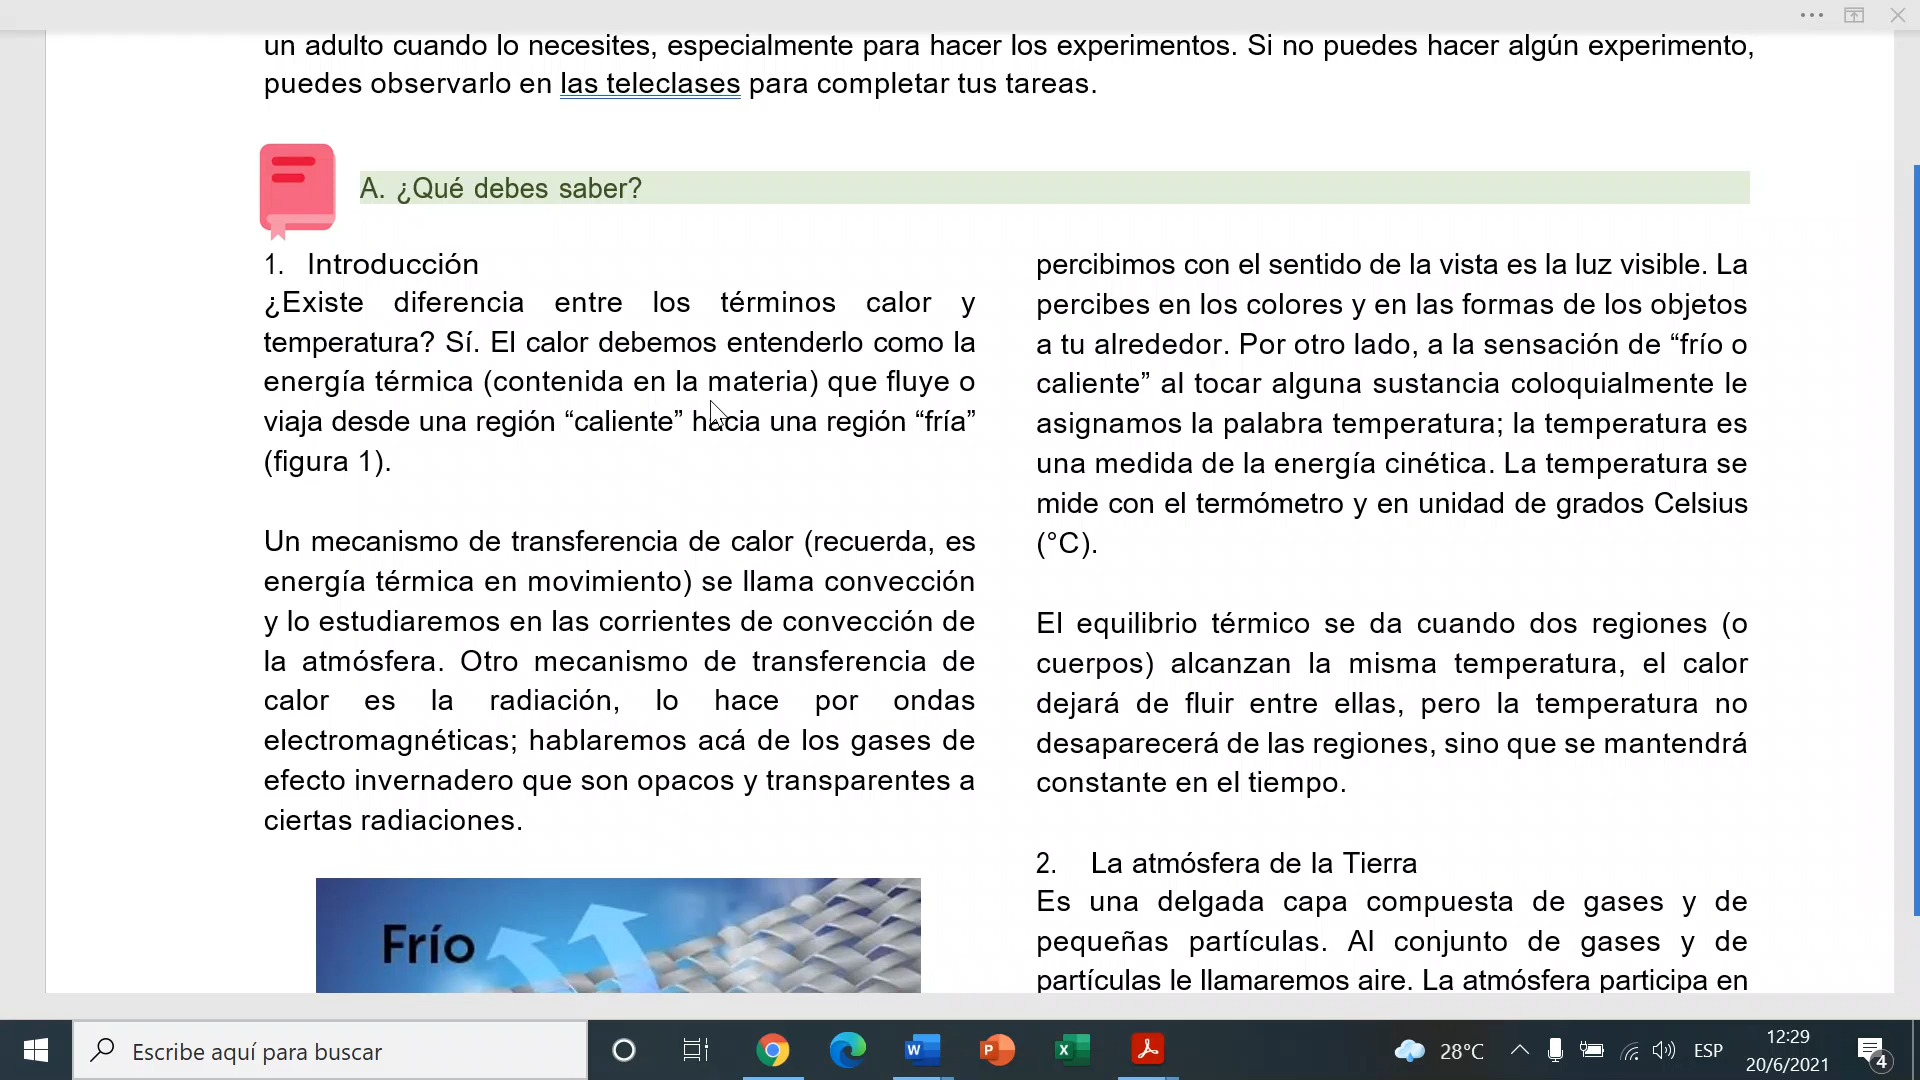 un adulto cuando lo necesites, especialmente para hacer los experimentos. Si no puedes hacer algún experimento,
puedes observarlo en las teleclases para completar tus tareas.
A. ¿Qué debes saber?
1. Introducción
¿Existe diferencia entre los términos calor y
temperatura? Sí. El calor debemos entenderlo como la
energía térmica (contenida en la materia) que fluye o
viaja desde una región “caliente” hacia una región “fría”
(figura 1).
Un mecanismo de transferencia de calor (recuerda, es
energía térmica en movimiento) se llama convección
y lo estudiaremos en las corrientes de convección de
la atmósfera. Otro mecanismo de transferencia de
calor es la radiación, lo hace por ondas
electromagnéticas; hablaremos acá de los gases de
efecto invernadero que son opacos y transparentes a
ciertas radiaciones.
Frío
percibimos con el sentido de la vista es la luz visible. La
percibes en los colores y en las formas de los objetos
a tu alrededor. Por otro lado, a la sensación de “frío o
caliente” al tocar alguna sustancia coloquialmente le
asignamos la palabra temperatura; la temperatura es
una medida de la energía cinética. La temperatura se
mide con el termómetro y en unidad de grados Celsius
(°C).
El equilibrio térmico se da cuando dos regiones (o
cuerpos) alcanzan la misma temperatura, el calor
dejará de fluir entre ellas, pero la temperatura no
desaparecerá de las regiones, sino que se mantendrá
constante en el tiempo.
2. La atmósfera de la Tierra
Es una delgada capa compuesta de gases y de
pequeñas partículas. Al conjunto de gases y de
partículas le llamaremos aire. La atmósfera participa en
Escribe aquí para buscar
W
P
X
28°C
ESP
12:29
20/6/2021
4